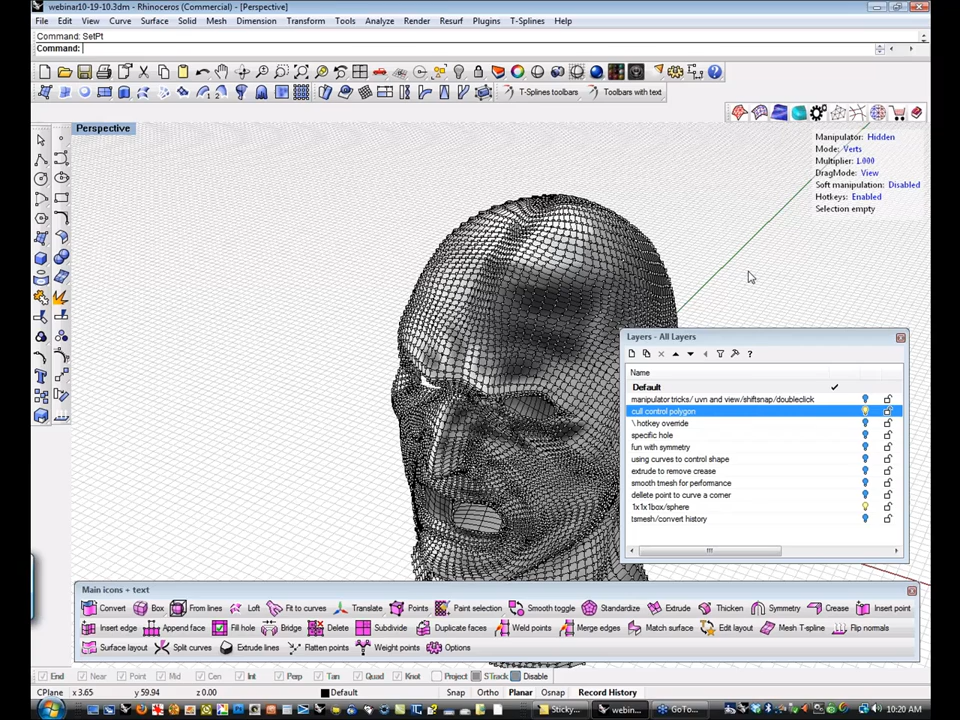 webinar10-19-10.3dm - Rhinoceros (Commercial) - [Perspective]
File Edit View Curve Surface Solid Mesh Dimension Transform Tools Analyze Render Resurf Plugins T-Splines Help
Command: SetPt
Command:
T-Splines toolbars Toolbars with text
Perspective
Manipulator: Hidden
Mode: Verts
Multiplier: 1.000
DragMode: View
Soft manipulation: Disabled
Hotkeys: Enabled
Selection empty
Layers - All Layers
Name
Default
manipulator tricks/ uvn and view/shiftsnap/doubleclick
cull control polygon
\ hotkey override
specific hole
fun with symmetry
using curves to control shape
extrude to remove crease
smooth tmesh for peformance
dellete point to curve a corner
1x1x1box/sphere
tsmesh/convert history
Main icons + text
Convert Box From lines Loft Fit to curves Translate Points Paint selection Smooth toggle Standardize Extrude Thicken Symmetry Crease Insert point
Insert edge Append face Fill hole Bridge Delete Subdivide Duplicate faces Weld points Merge edges Match surface Edit layout Mesh T-spline Flip normals
Surface layout Split curves Extrude lines Flatten points Weight points Options
End Near Point Mid Cen Int Perp Tan Quad Knot Project STrack Disable
CPlane x 3.65 y 59.94 z 0.00 Default Snap Ortho Planar Osnap Record History
Sticky... webin... GoTo... 10:20 AM